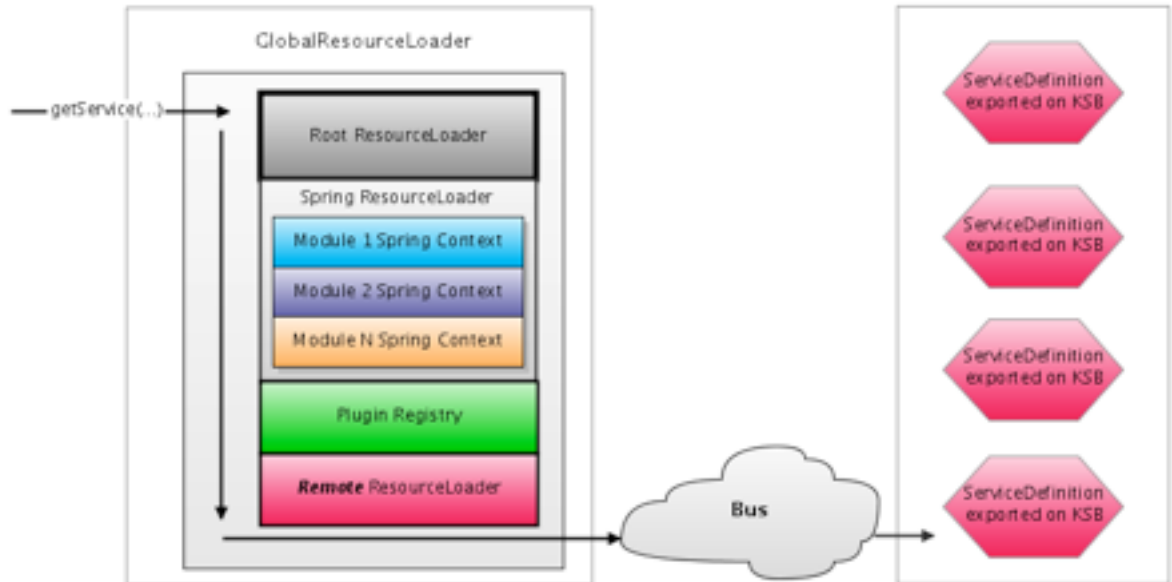 GlobalResourceLoader
getService(...)
Root ResourceLoader
Spring ResourceLoader
Module 1 Spring Context
Module 2 Spring Context
Module N Spring Context
Plugin Registry
Remote ResourceLoader
Bus
ServiceDefinition
exported on KSB
ServiceDefinition
exported on KSB
ServiceDefinition
exported on KSB
ServiceDefinition
exported on KSB